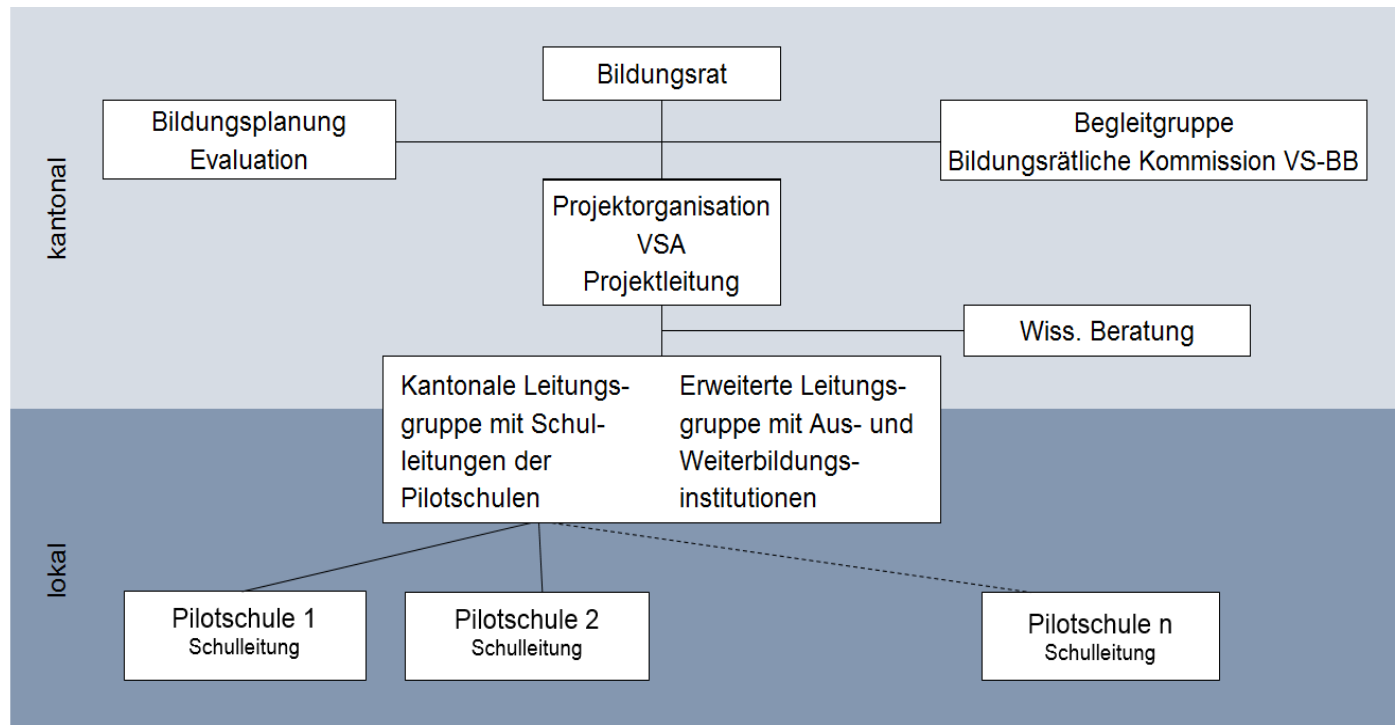 Bildungsrat
Bildungsplanung
Evaluation
Begleitgruppe
Bildungsrätliche Kommission VS-BB
kantonal
Projektorganisation
VSA
Projektleitung
Wiss. Beratung
Kantonale Leitungs-
gruppe mit Schul-
leitungen der
Pilotschulen
Erweiterte Leitungs-
gruppe mit Aus- und
Weiterbildungs-
institutionen
lokal
Pilotschule 1
Schulleitung
Pilotschule 2
Schulleitung
Pilotschule n
Schulleitung